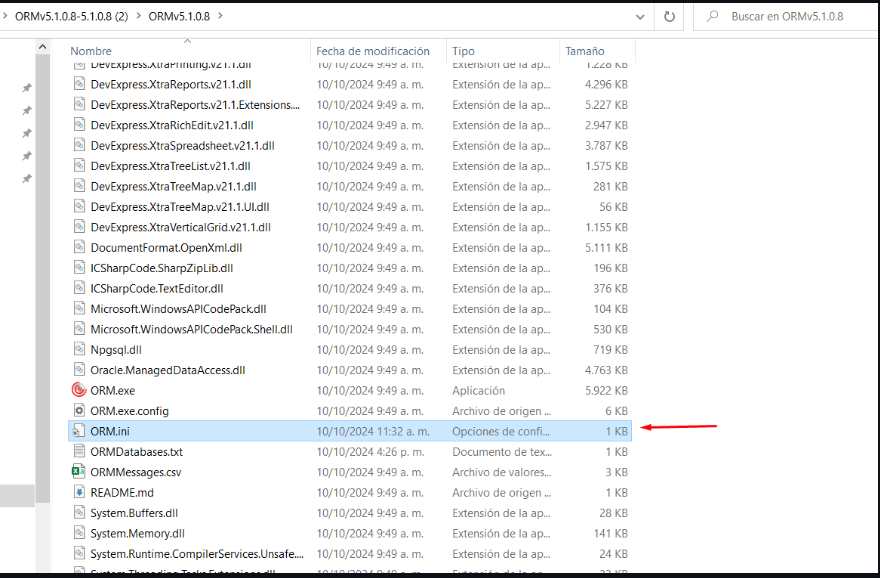 ORMv5.1.0.8-5.1.0.8 (2) > ORMv5.1.0.8 >
Buscar en ORMv5.1.0.8
Nombre Fecha de modificación Tipo Tamaño
DevExpress.XtraPrinting.v21.1.dll 10/10/2024 9:49 a. m. Extensión de la ap... 1.228 KB
DevExpress.XtraReports.v21.1.dll 10/10/2024 9:49 a. m. Extensión de la ap... 4.296 KB
DevExpress.XtraReports.v21.1.Extensions.... 10/10/2024 9:49 a. m. Extensión de la ap... 5.227 KB
DevExpress.XtraRichEdit.v21.1.dll 10/10/2024 9:49 a. m. Extensión de la ap... 2.947 KB
DevExpress.XtraSpreadsheet.v21.1.dll 10/10/2024 9:49 a. m. Extensión de la ap... 3.787 KB
DevExpress.XtraTreeList.v21.1.dll 10/10/2024 9:49 a. m. Extensión de la ap... 1.575 KB
DevExpress.XtraTreeMap.v21.1.dll 10/10/2024 9:49 a. m. Extensión de la ap... 281 KB
DevExpress.XtraTreeMap.v21.1.UI.dll 10/10/2024 9:49 a. m. Extensión de la ap... 56 KB
DevExpress.XtraVerticalGrid.v21.1.dll 10/10/2024 9:49 a. m. Extensión de la ap... 1.155 KB
DocumentFormat.OpenXml.dll 10/10/2024 9:49 a. m. Extensión de la ap... 5.111 KB
ICSharpCode.SharpZipLib.dll 10/10/2024 9:49 a. m. Extensión de la ap... 196 KB
ICSharpCode.TextEditor.dll 10/10/2024 9:49 a. m. Extensión de la ap... 376 KB
Microsoft.WindowsAPICodePack.dll 10/10/2024 9:49 a. m. Extensión de la ap... 104 KB
Microsoft.WindowsAPICodePack.Shell.dll 10/10/2024 9:49 a. m. Extensión de la ap... 530 KB
Npgsql.dll 10/10/2024 9:49 a. m. Extensión de la ap... 719 KB
Oracle.ManagedDataAccess.dll 10/10/2024 9:49 a. m. Extensión de la ap... 4.763 KB
ORM.exe 10/10/2024 9:49 a. m. Aplicación 5.922 KB
ORM.exe.config 10/10/2024 9:49 a. m. Archivo de origen ... 6 KB
ORM.ini 10/10/2024 11:32 a. m. Opciones de confi... 1 KB
ORMDatabases.txt 10/10/2024 4:26 p. m. Documento de tex... 1 KB
ORMMessages.csv 10/10/2024 9:49 a. m. Archivo de valores... 3 KB
README.md 10/10/2024 9:49 a. m. Archivo de origen ... 1 KB
System.Buffers.dll 10/10/2024 9:49 a. m. Extensión de la ap... 28 KB
System.Memory.dll 10/10/2024 9:49 a. m. Extensión de la ap... 141 KB
System.Runtime.CompilerServices.Unsafe.... 10/10/2024 9:49 a. m. Extensión de la ap... 24 KB
System.Threading.Tasks.Extensions.dll 10/10/2024 9:49 a. m. Extensión de la ap...